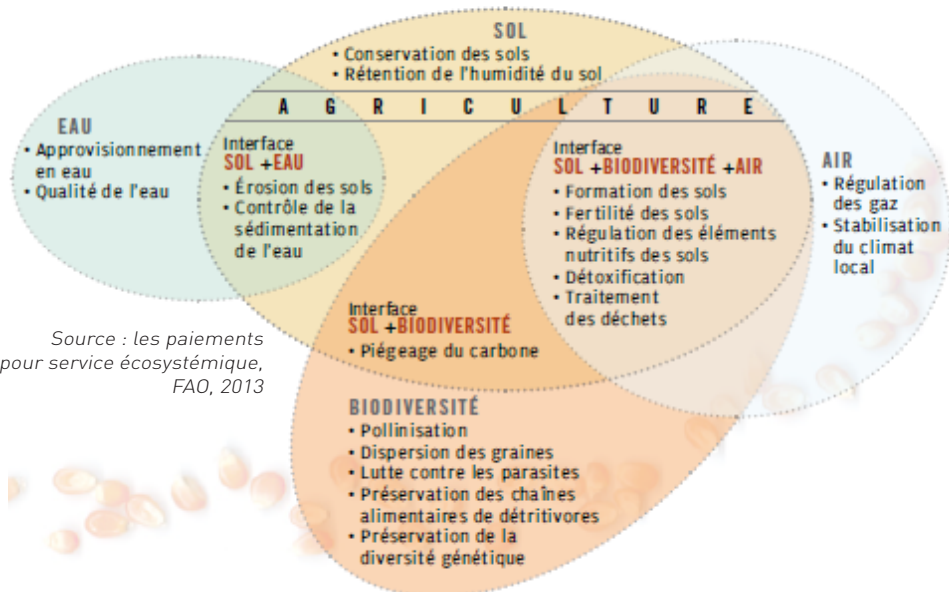 SOL
• Conservation des sols
• Rétention de l'humidité du sol
A G R I C U L T U R E
EAU
• Approvisionnement
en eau
• Qualité de l'eau
Interface
SOL +EAU
• Érosion des sols
• Contrôle de la
sédimentation
de l'eau
Interface
SOL +BIODIVERSITÉ +AIR
• Formation des sols
• Fertilité des sols
• Régulation des éléments
nutritifs des sols
• Détoxification
• Traitement
des déchets
AIR
• Régulation
des gaz
• Stabilisation
du climat
local
Interface
SOL +BIODIVERSITÉ
• Piégeage du carbone
Source : les paiements
pour service écosystémique,
FAO, 2013
BIODIVERSITÉ
• Pollinisation
• Dispersion des graines
• Lutte contre les parasites
• Préservation des chaînes
alimentaires de détritivores
• Préservation de la
diversité génétique